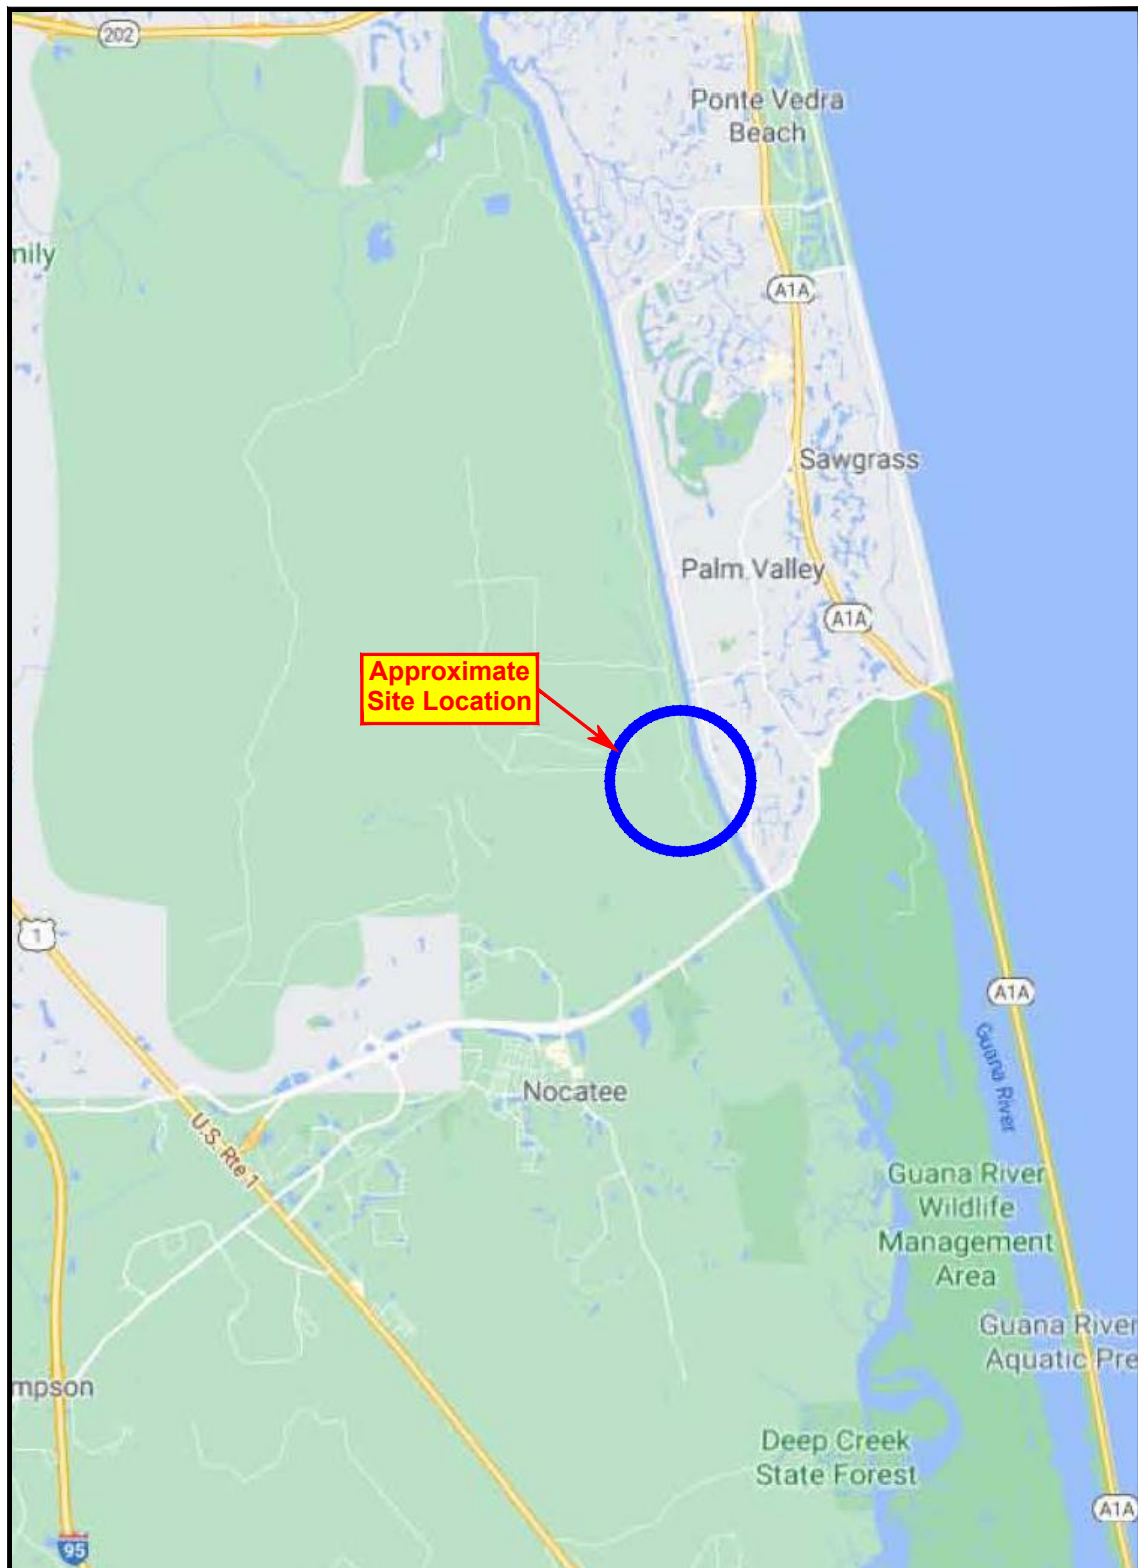 202
Ponte Vedra
Beach
nily
A1A
Sawgrass
Palm Valley
A1A
Approximate
Site Location
1
A1A
Guana River
Nocatee
U.S. Rte 1
Guana River
Wildlife
Management
Area
Guana River
Aquatic Pre
mpson
Deep Creek
State Forest
A1A
95